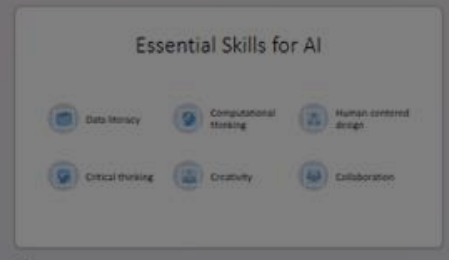 Essential Skills for AI
Data literacy
Computational
thinking
Human centered
design
Critical thinking
Creativity
Collaboration